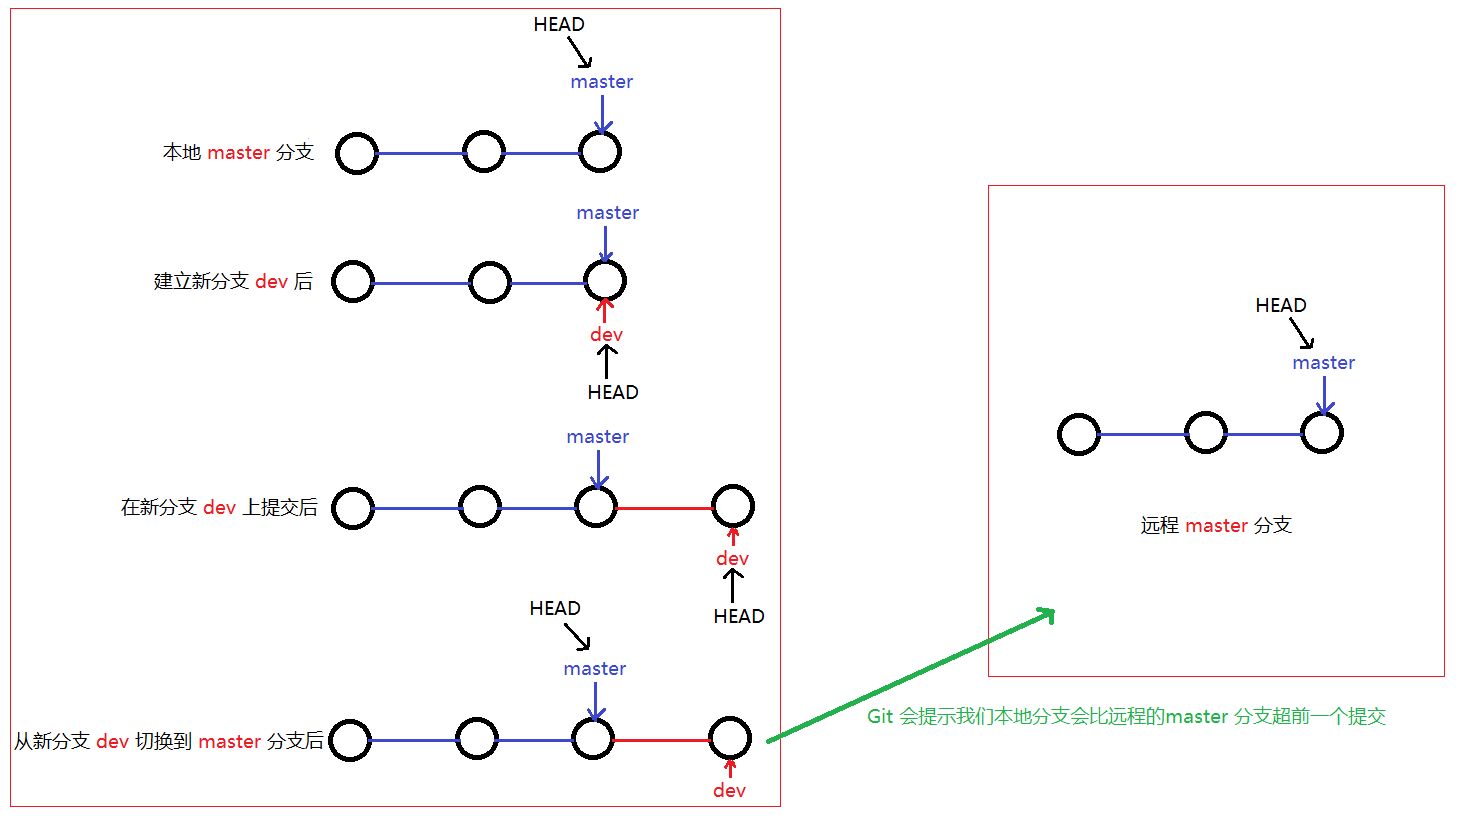 HEAD
master
本地 master 分支
master
建立新分支 dev 后
dev
HEAD
master
在新分支 dev 上提交后
dev
HEAD
HEAD
master
从新分支 dev 切换到 master 分支后
dev
HEAD
master
远程 master 分支
Git 会提示我们本地分支会比远程的master 分支超前一个提交